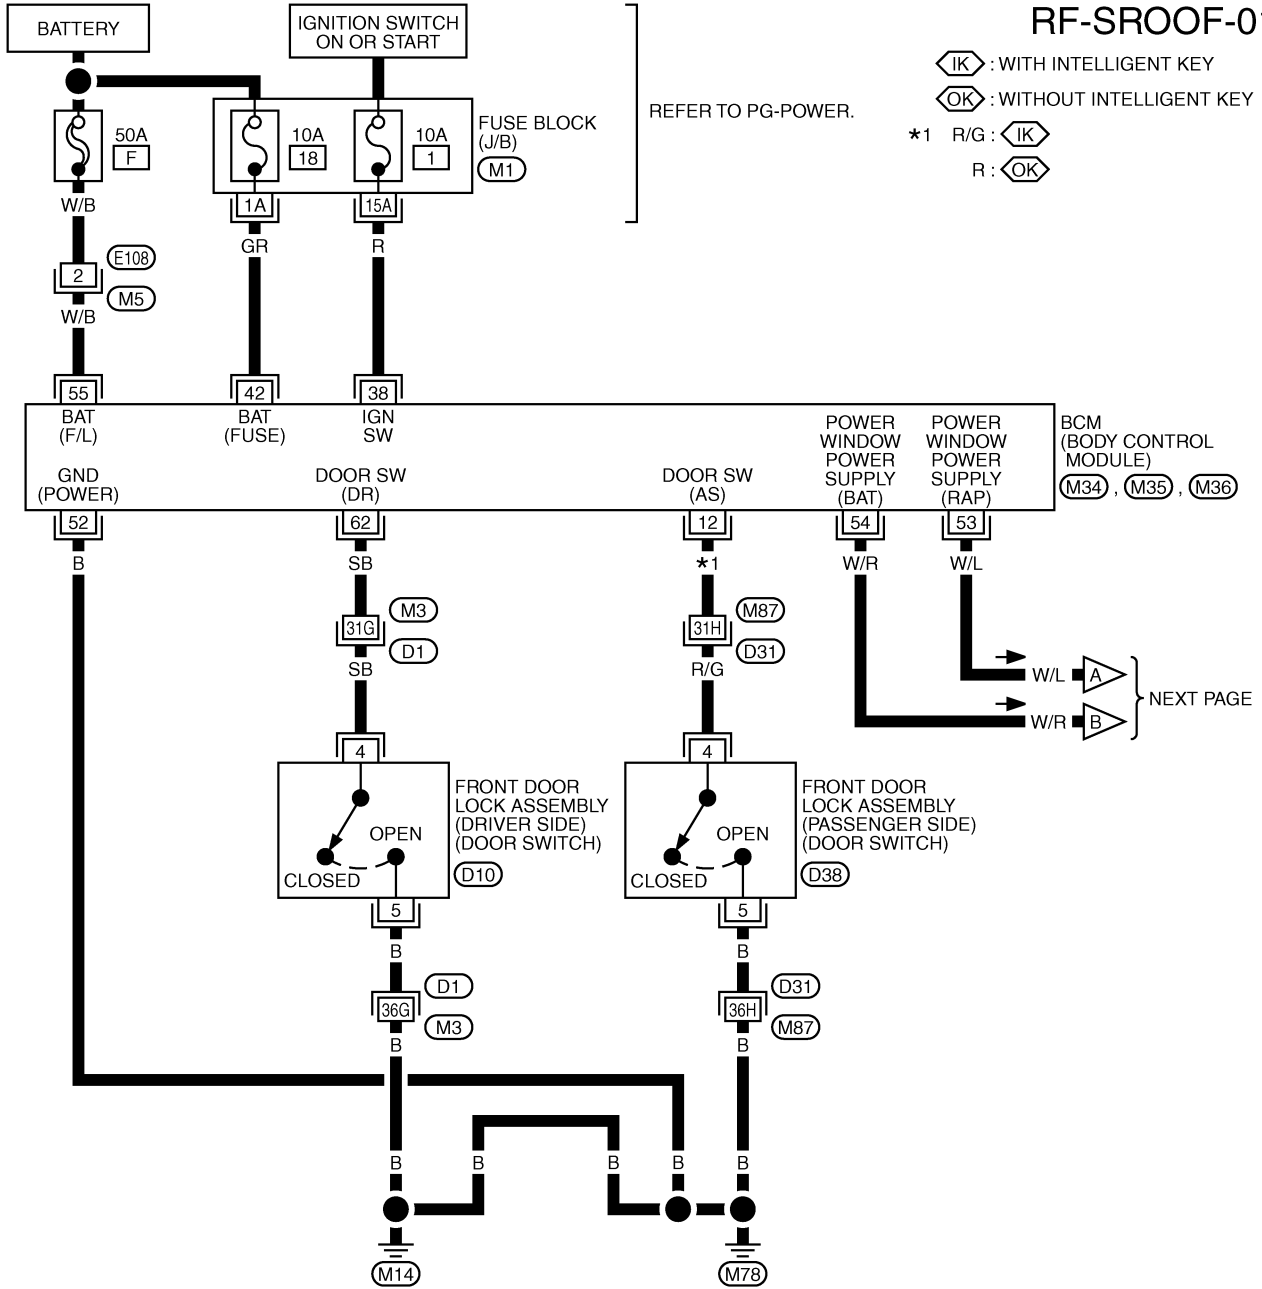 BATTERY
IGNITION SWITCH
ON OR START
RF-SROOF-01
IK : WITH INTELLIGENT KEY
OK : WITHOUT INTELLIGENT KEY
*1 R/G : IK
R : OK
REFER TO PG-POWER.
50A
F
10A
18
10A
1
FUSE BLOCK
(J/B)
M1
W/B
1A
15A
GR
R
2
E108
M5
W/B
55
42
38
BAT
(F/L)
BAT
(FUSE)
IGN
SW
POWER
WINDOW
POWER
SUPPLY
(BAT)
POWER
WINDOW
POWER
SUPPLY
(RAP)
BCM
(BODY CONTROL
MODULE)
M34 , M35 , M36
GND
(POWER)
DOOR SW
(DR)
DOOR SW
(AS)
52
62
12
54
53
B
SB
*1
W/R
W/L
31G
M3
D1
31H
M87
D31
SB
R/G
W/L
A
W/R
B
NEXT PAGE
4
4
OPEN
CLOSED
FRONT DOOR
LOCK ASSEMBLY
(DRIVER SIDE)
(DOOR SWITCH)
D10
OPEN
CLOSED
FRONT DOOR
LOCK ASSEMBLY
(PASSENGER SIDE)
(DOOR SWITCH)
D38
5
5
B
B
36G
D1
M3
36H
D31
M87
B
B
B
B
B
B
B
M14
M78